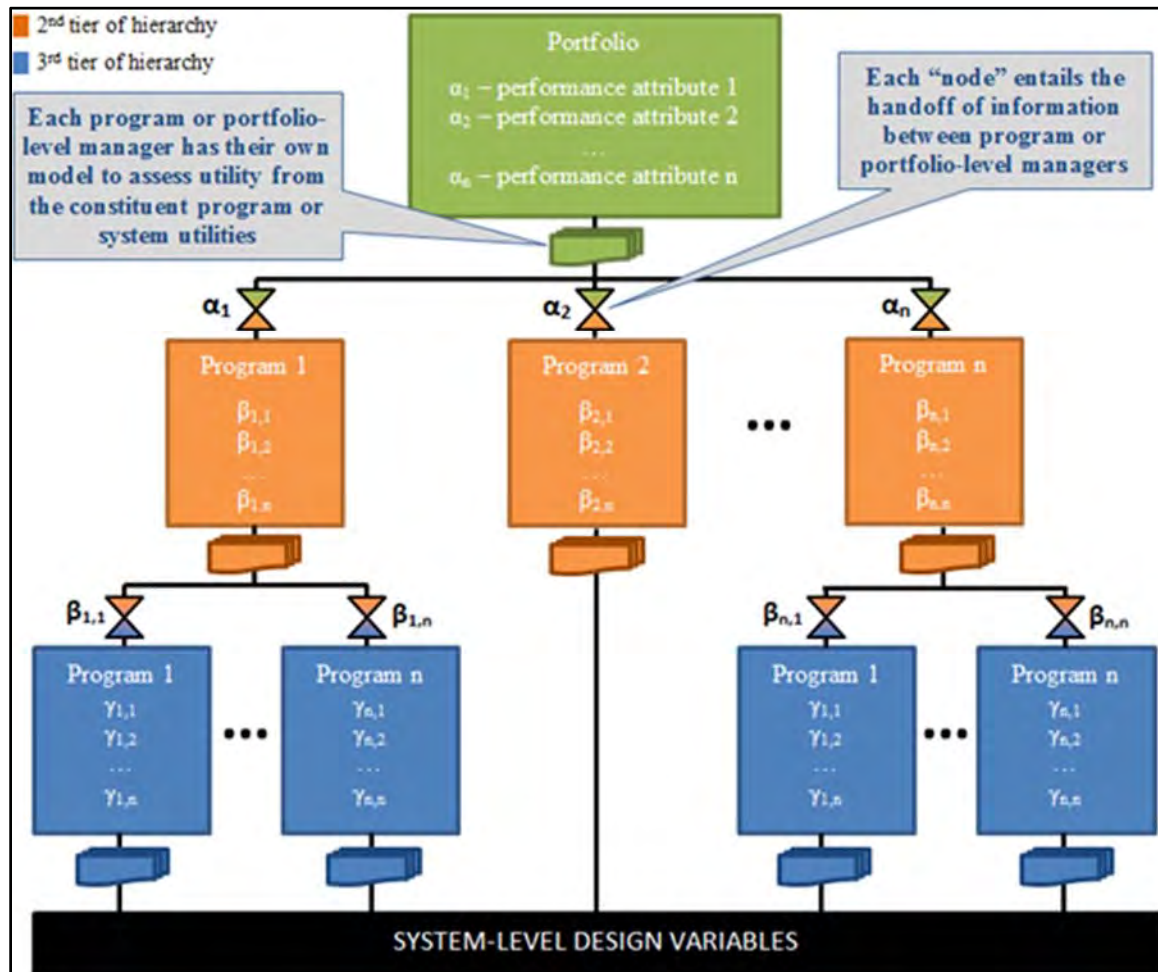 2nd tier of hierarchy
3rd tier of hierarchy
Portfolio
α1 – performance attribute 1
α2 – performance attribute 2
...
αn – performance attribute n
Each program or portfolio-
level manager has their own
model to assess utility from
the constituent program or
system utilities
Each “node” entails the
handoff of information
between program or
portfolio-level managers
α1
α2
αn
Program 1
β1,1
β1,2
...
β1,n
Program 2
β2,1
β2,2
...
β2,n
...
Program n
βn,1
βn,2
...
βn,n
β1,1
β1,n
βn,1
βn,n
Program 1
γ1,1
γ1,2
...
γ1,n
...
Program n
γn,1
γn,2
...
γn,n
Program 1
γ1,1
γ1,2
...
γ1,n
...
Program n
γn,1
γn,2
...
γn,n
SYSTEM-LEVEL DESIGN VARIABLES